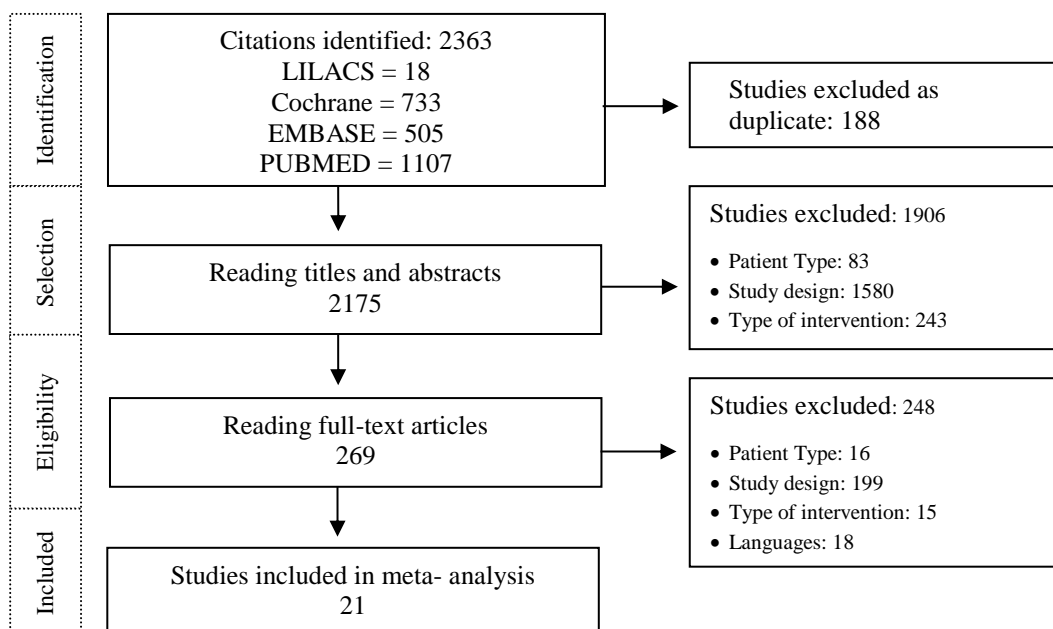 Identification
Citations identified: 2363
LILACS = 18
Cochrane = 733
EMBASE = 505
PUBMED = 1107
Studies excluded as
duplicate: 188
Selection
Reading titles and abstracts
2175
Studies excluded: 1906
• Patient Type: 83
• Study design: 1580
• Type of intervention: 243
Eligibility
Reading full-text articles
269
Studies excluded: 248
• Patient Type: 16
• Study design: 199
• Type of intervention: 15
• Languages: 18
Included
Studies included in meta- analysis
21